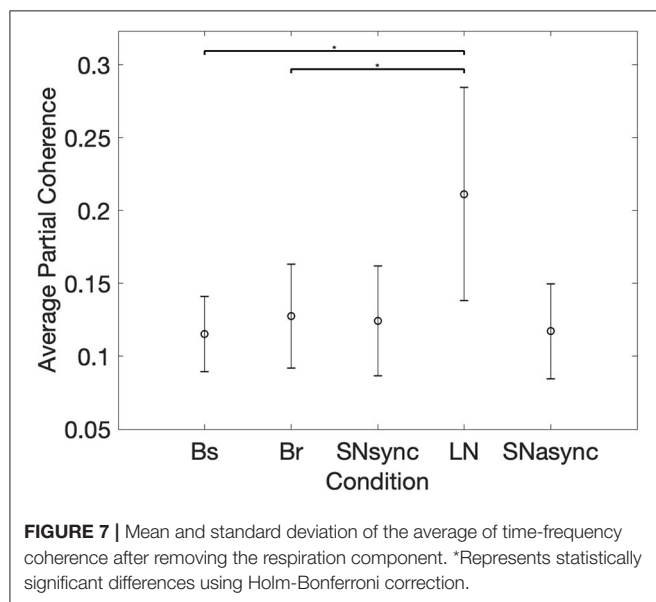 *
*
0.3
0.25
0.2
0.15
0.1
0.05
Average Partial Coherence
Bs Br SNsync LN SNasync
Condition
FIGURE 7 | Mean and standard deviation of the average of time-frequency
coherence after removing the respiration component. *Represents statistically
significant differences using Holm-Bonferroni correction.